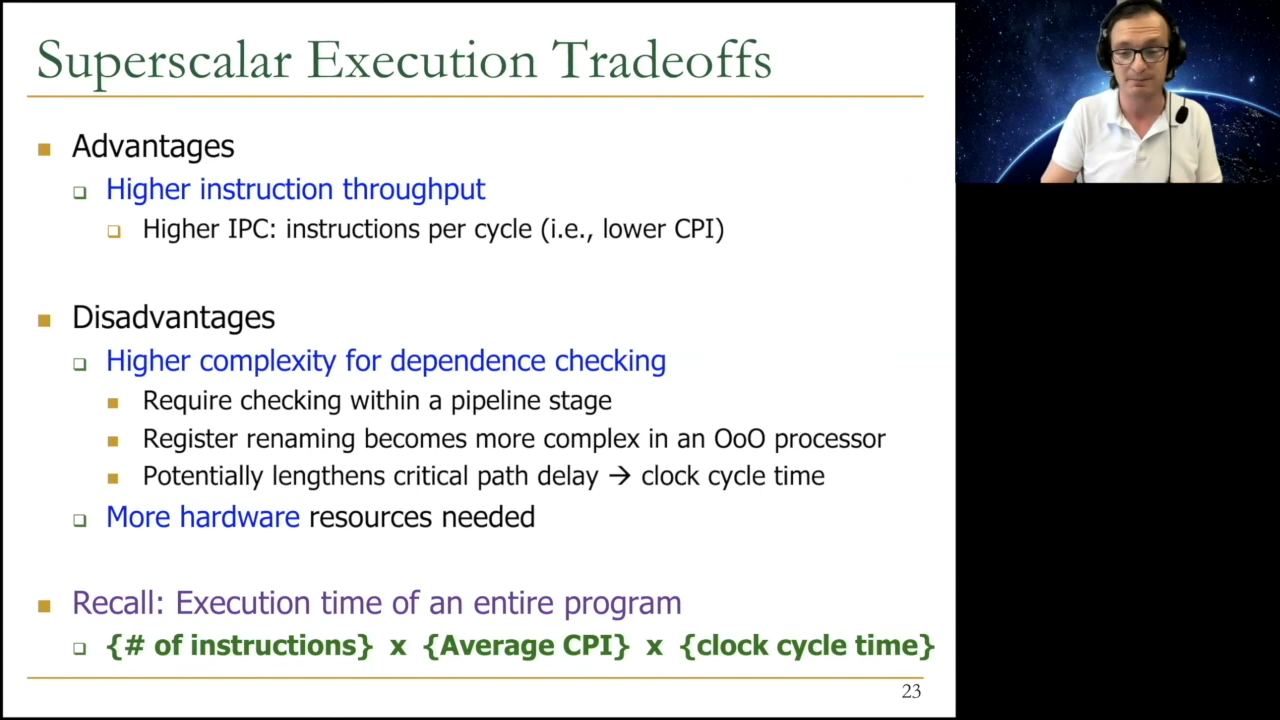 Superscalar Execution Tradeoffs
Advantages
Higher instruction throughput
Higher IPC: instructions per cycle (i.e., lower CPI)
Disadvantages
Higher complexity for dependence checking
Require checking within a pipeline stage
Register renaming becomes more complex in an OoO processor
Potentially lengthens critical path delay → clock cycle time
More hardware resources needed
Recall: Execution time of an entire program
{# of instructions} x {Average CPI} x {clock cycle time}
23